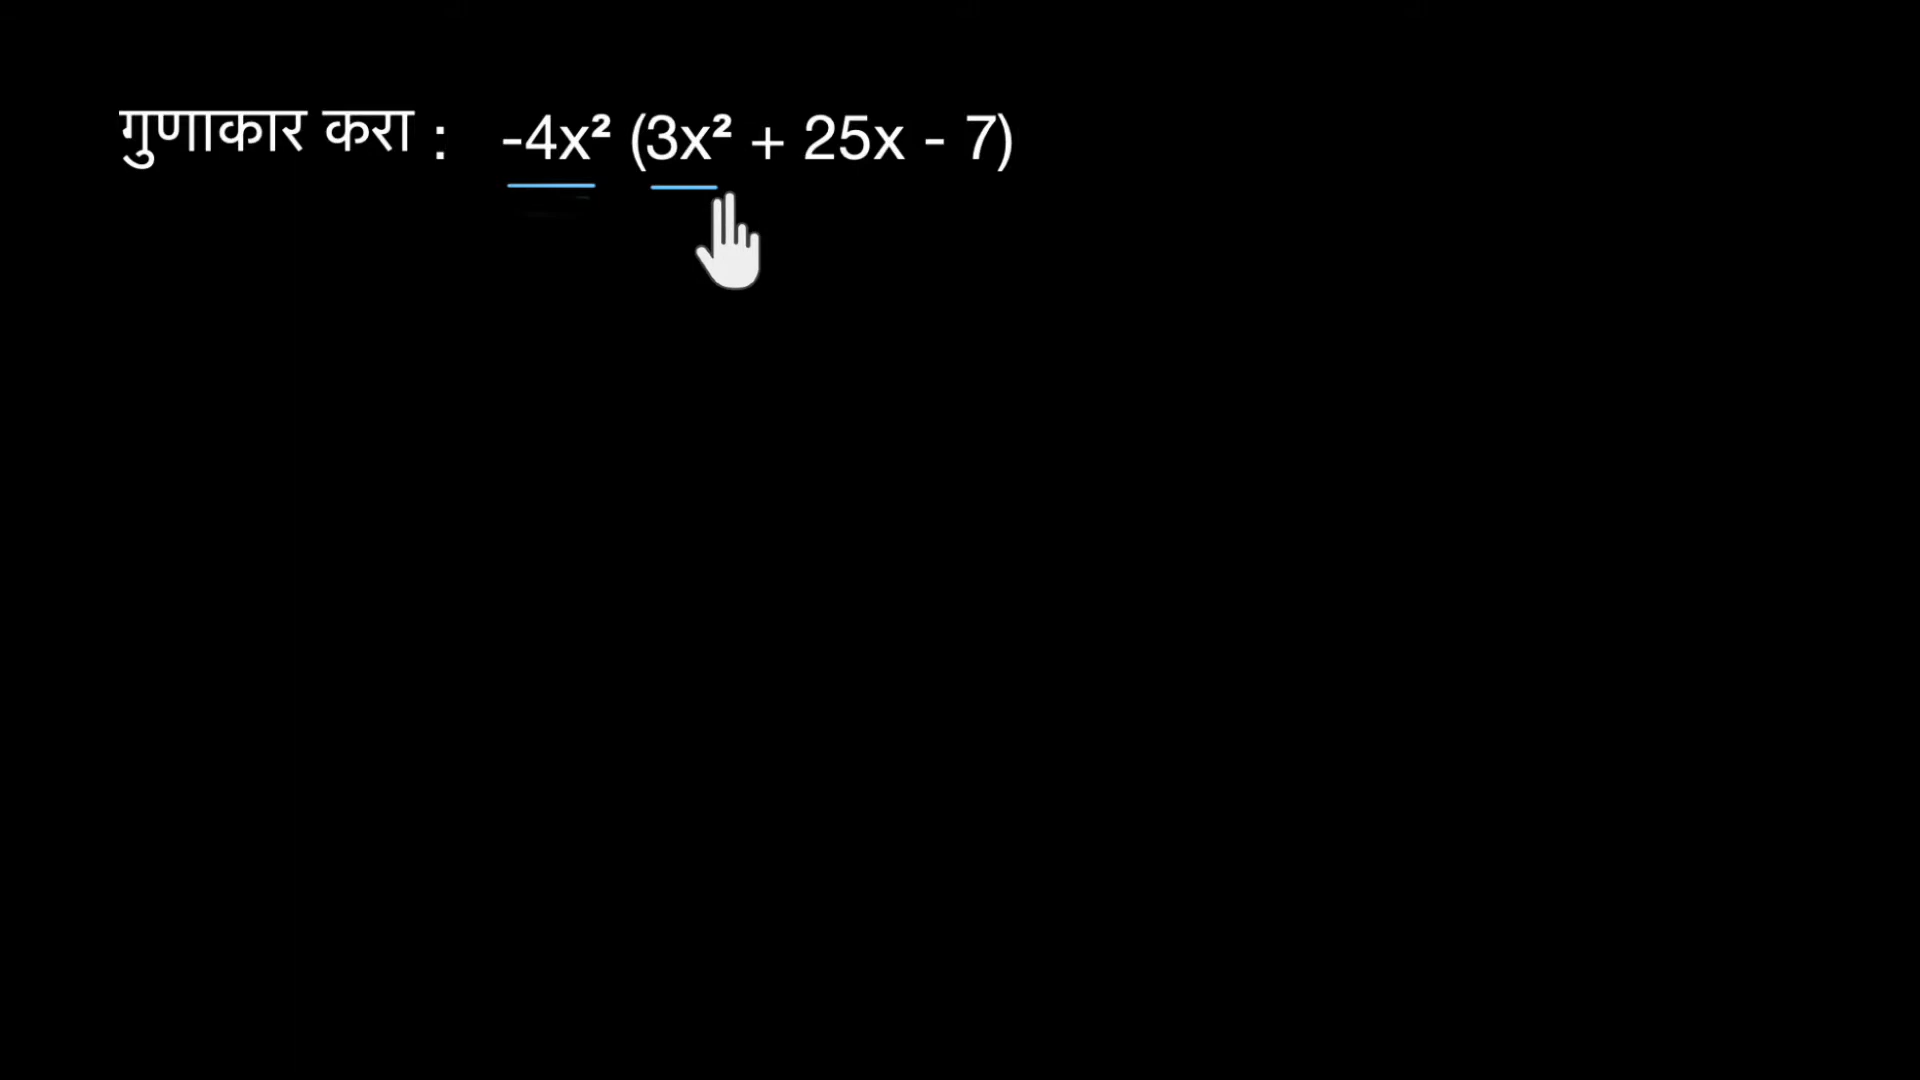 गुणाकार करा : -4x² (3x² + 25x - 7)